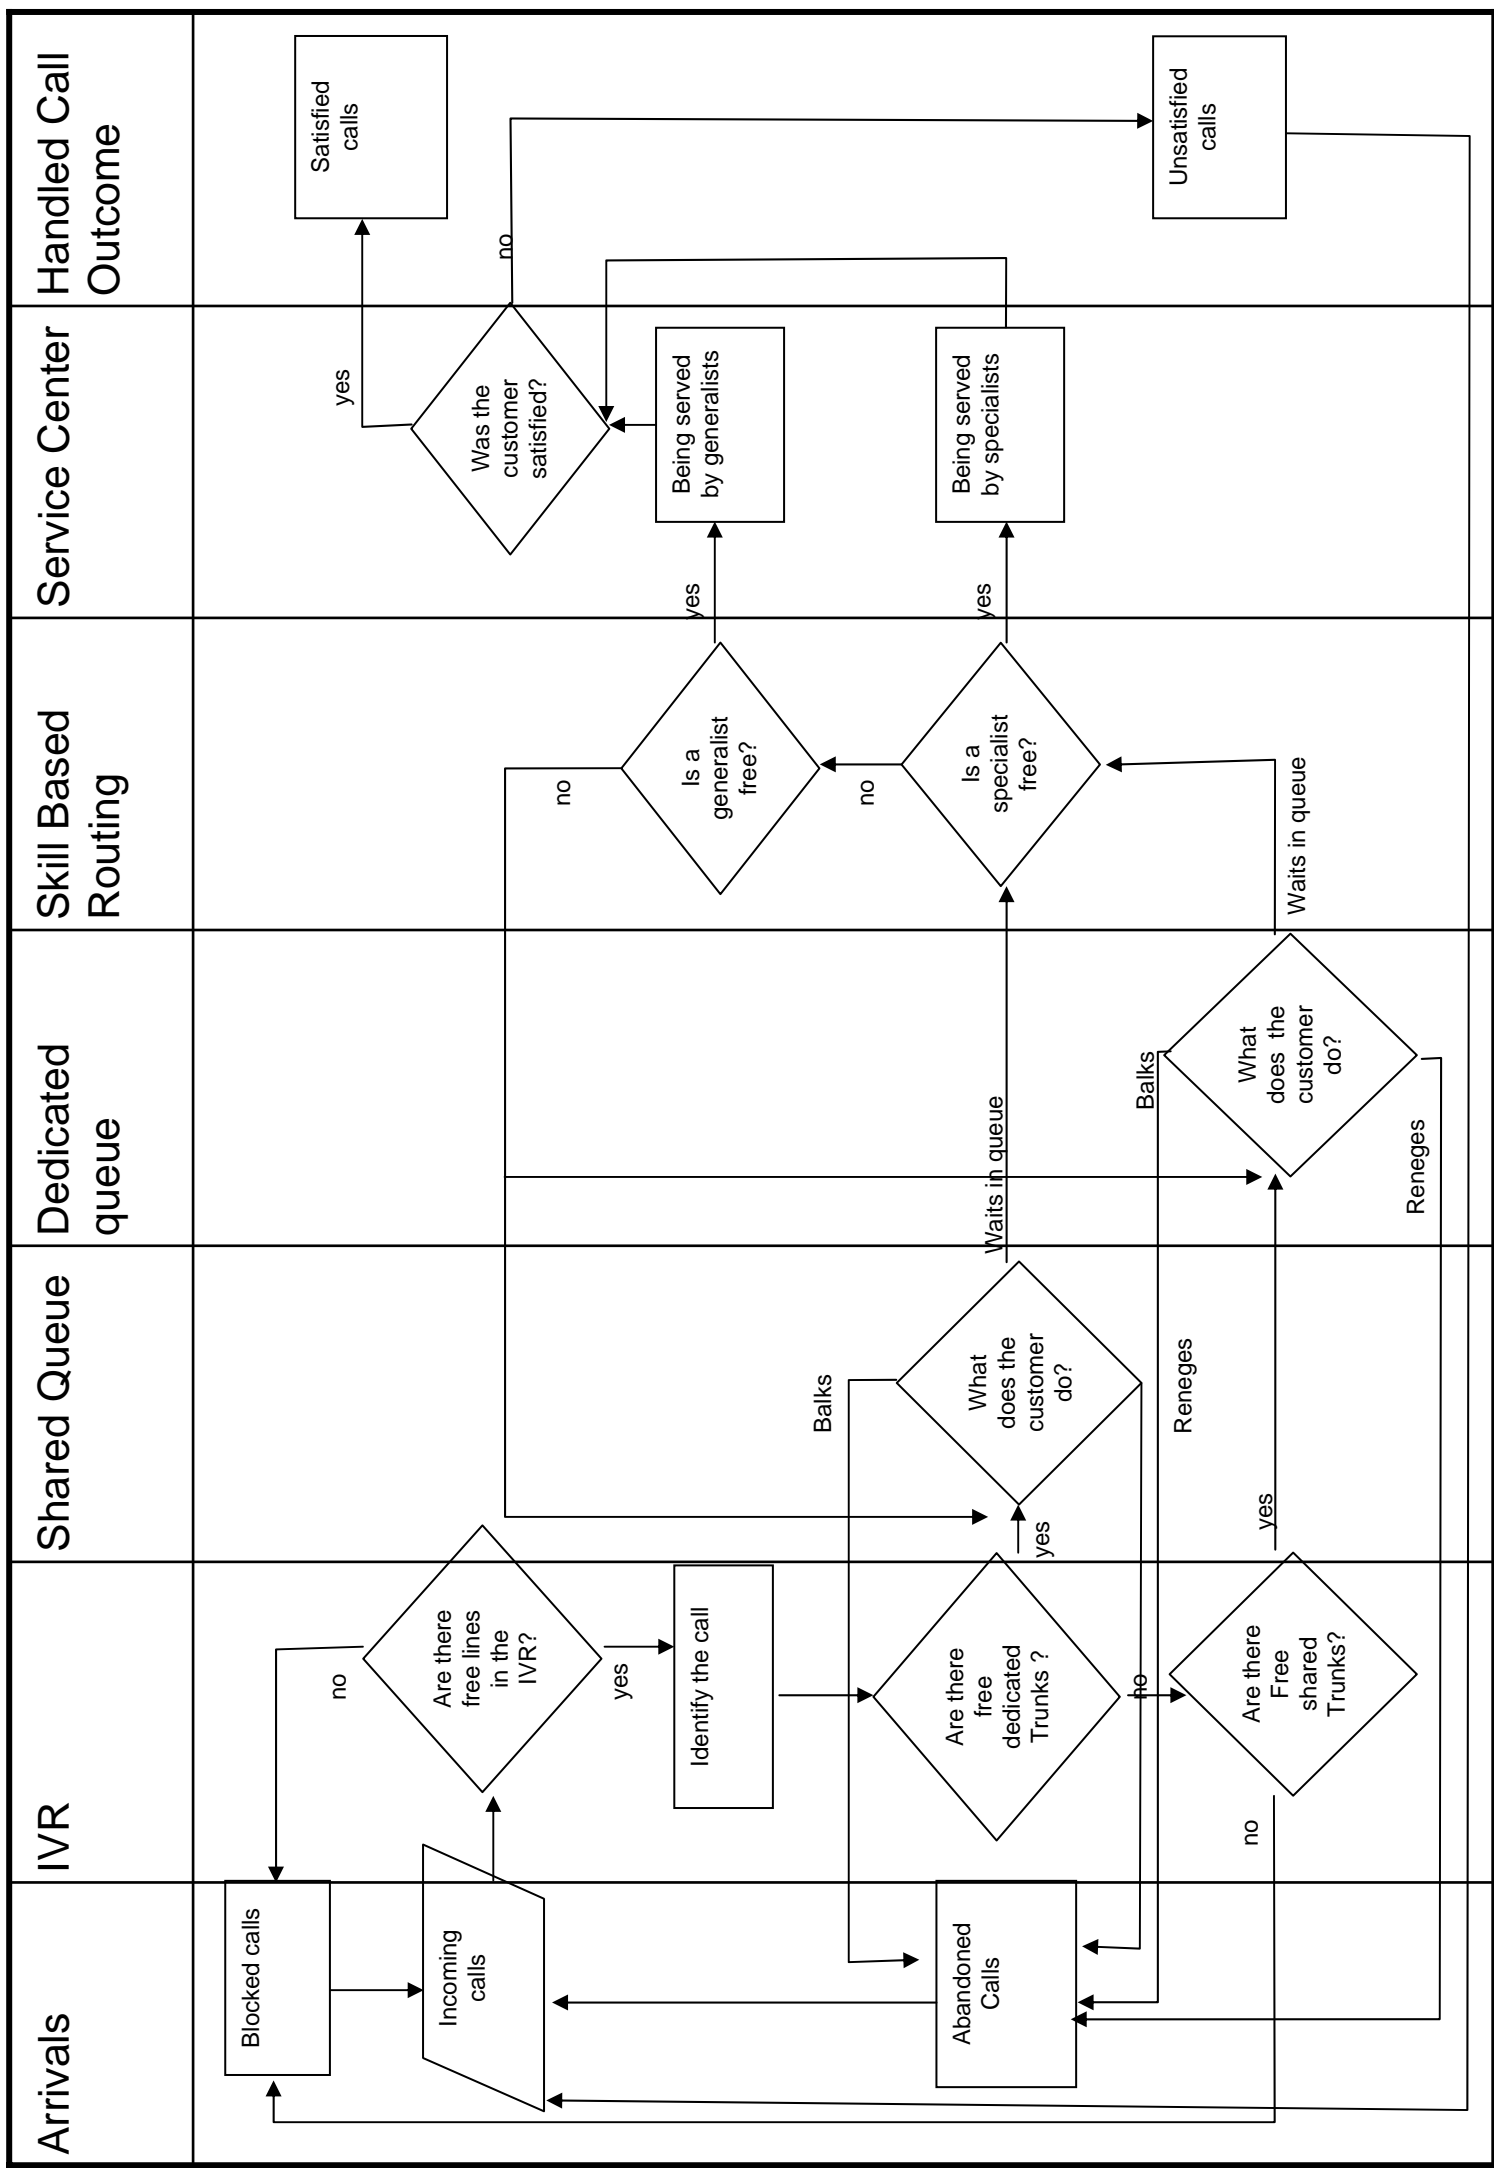 Arrivals
IVR
Shared Queue
Dedicated
queue
Skill Based
Routing
Service Center
Handled Call
Outcome
Blocked calls
Incoming
calls
Abandoned
Calls
no
Are there
free lines
in the
IVR?
yes
Identify the call
Are there
free
dedicated
Trunks ?
no
Are there
Free
shared
Trunks?
no
yes
yes
Balks
What
does the
customer
do?
Reneges
Waits in queue
Balks
What
does the
customer
do?
Reneges
Waits in queue
no
Is a
generalist
free?
no
Is a
specialist
free?
yes
yes
yes
Was the
customer
satisfied?
Being served
by generalists
Being served
by specialists
no
Satisfied
calls
Unsatisfied
calls